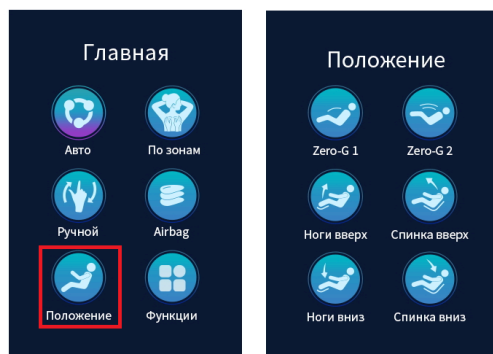 Главная
Авто
По зонам
Ручной
Airbag
Положение
Функции
Положение
Zero-G 1
Zero-G 2
Ноги вверх
Спинка вверх
Ноги вниз
Спинка вниз